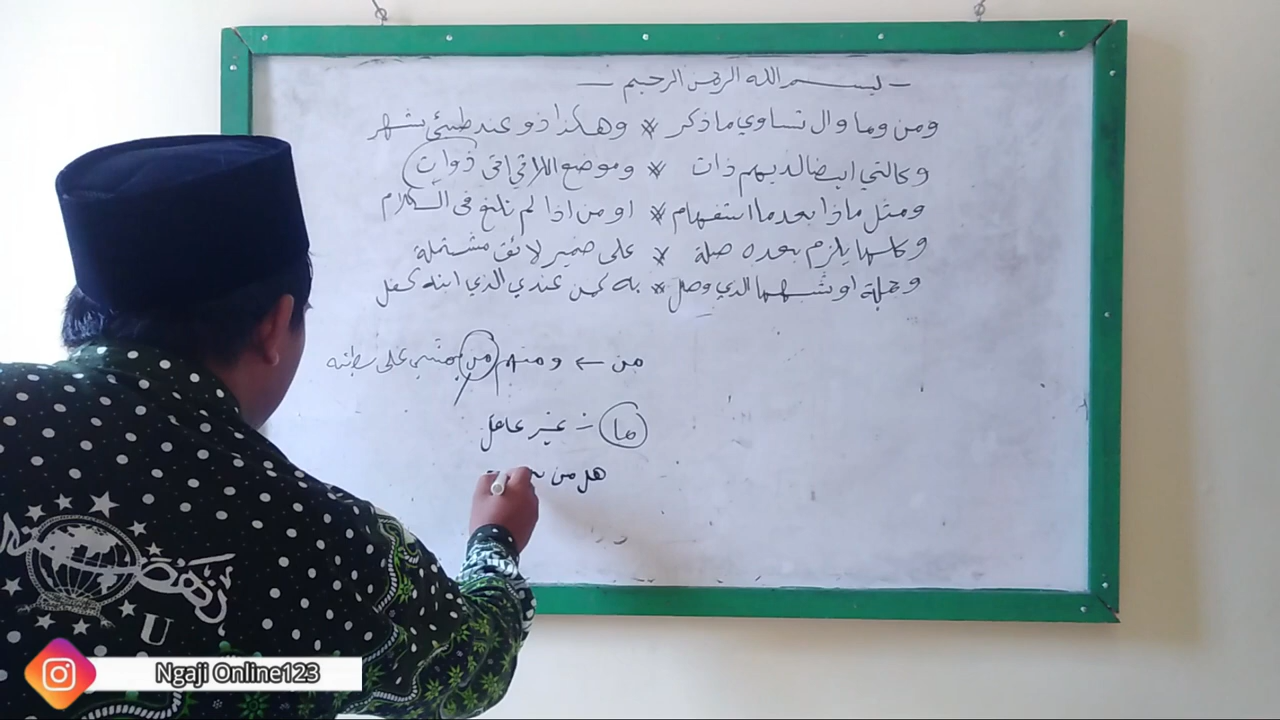 بسم الله الرحمن الرحيم
ومن وما وال تساوي ماذكر * وهكذا ذو عند طيئ شهر
وكالتي ايضا لديهم ذات * وموضع اللاتي اتى ذوات
ومثل ماذا بعد ما استفهام * او من اذا لم تلغ في الكلام
وكلها يلزم بعده صلة * على ضمير لائق مشتملة
وجملة او شبهها الذي وصل * به كمن عندي الذي ابنه كفل
من ← ومنهم من يمشي على بطنه
ما = غير عاقل
هل من
نهضة
U
Ngaji Online123